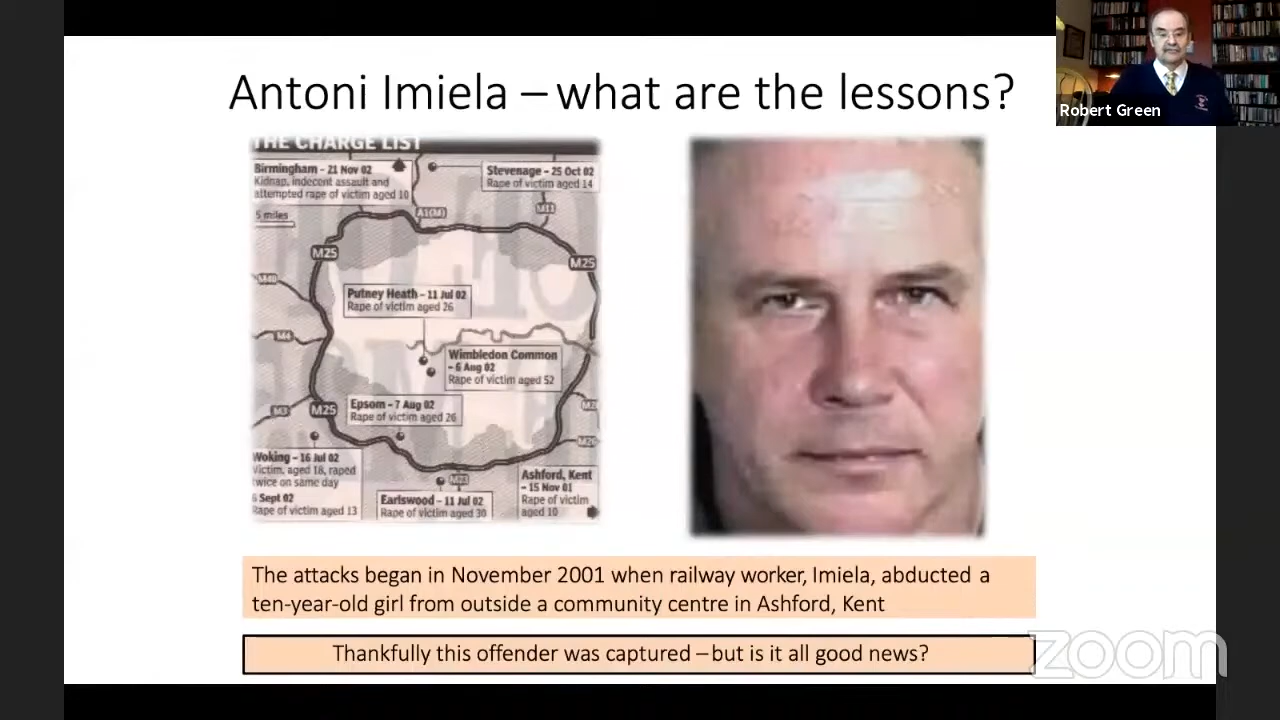 Antoni Imiela – what are the lessons?
Robert Green
THE CHARGE LIST
Birmingham – 21 Nov 02
Kidnap, indecent assault and
attempted rape of victim aged 10
Stevenage – 25 Oct 02
Rape of victim aged 14
5 miles
A1(M)
M11
M25
M25
M40
Putney Heath – 11 Jul 02
Rape of victim aged 26
M4
Wimbledon Common
– 6 Aug 02
Rape of victim aged 52
M3
M25
Epsom – 7 Aug 02
Rape of victim aged 26
M26
Woking – 16 Jul 02
Victim, aged 18, raped
twice on same day
6 Sept 02
Rape of victim aged 13
M23
Earlswood – 11 Jul 02
Rape of victim aged 30
Ashford, Kent
– 15 Nov 01
Rape of victim
aged 10
The attacks began in November 2001 when railway worker, Imiela, abducted a
ten-year-old girl from outside a community centre in Ashford, Kent
Thankfully this offender was captured – but is it all good news?
zoom